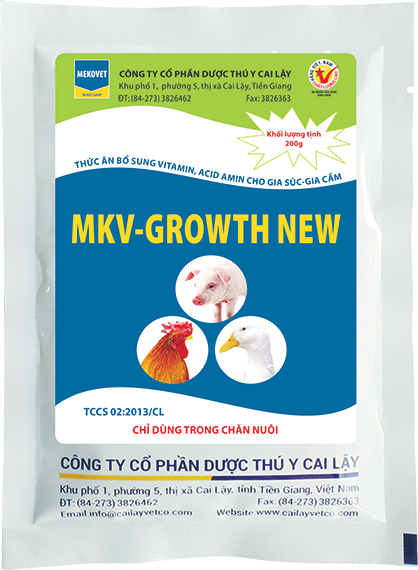 MEKOVET
WHO GMP
CÔNG TY CỔ PHẦN DƯỢC THÚ Y CAI LẬY
Khu phố 1, phường 5, thị xã Cai Lậy, Tiền Giang
ĐT: (84-273) 3826462 Fax: 3826363
Khối lượng tịnh
200g
THỨC ĂN BỔ SUNG VITAMIN, ACID AMIN CHO GIA SÚC-GIA CẦM
MKV-GROWTH NEW
TCCS 02:2013/CL
CHỈ DÙNG TRONG CHĂN NUÔI
CÔNG TY CỔ PHẦN DƯỢC THÚ Y CAI LẬY
Khu phố 1, phường 5, thị xã Cai Lậy, tỉnh Tiền Giang, Việt Nam
ĐT: (84-273) 3826462 Fax: (84-273) 3826363
Email:info@cailayvetco.com Website:www.cailayvetco.com